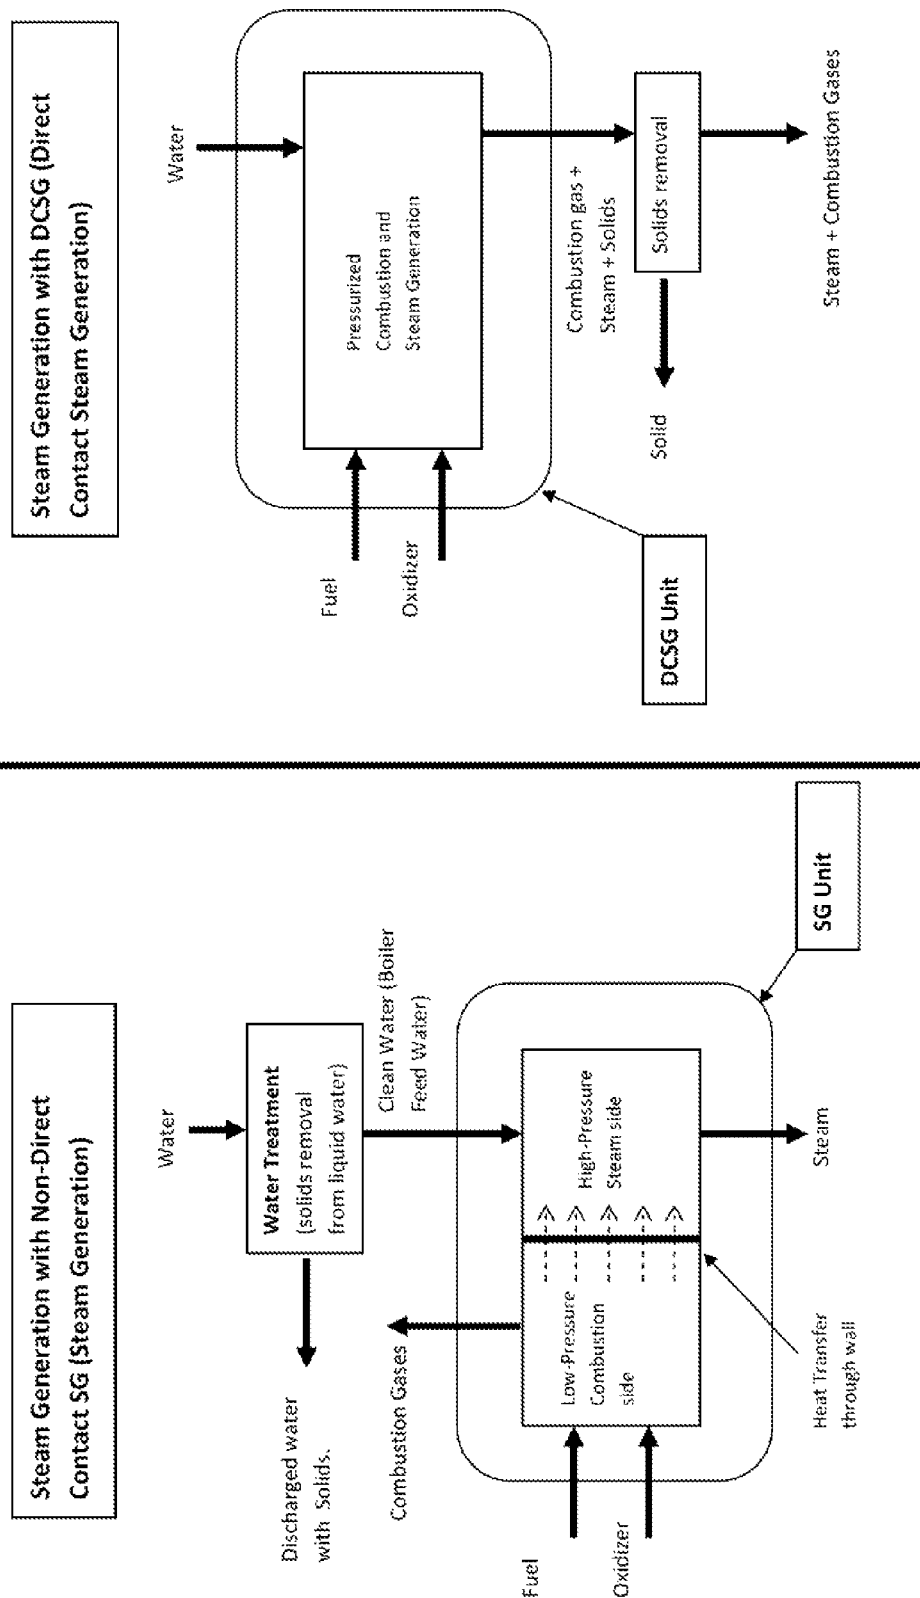 Steam Generation with Non-Direct
Contact SG (Steam Generation)
Water
Water Treatment
(solids removal
from liquid water)
Discharged water
with Solids.
Clean Water (Boiler
Feed Water)
Combustion Gases
Fuel
Oxidizer
Low-Pressure
Combustion
side
High-Pressure
Steam side
Heat Transfer
through wall
Steam
SG Unit
Steam Generation with DCSG (Direct
Contact Steam Generation)
Water
Fuel
Oxidizer
Pressurized
Combustion and
Steam Generation
Combustion gas +
Steam + Solids
Solids removal
Solid
DCSG Unit
Steam + Combustion Gases